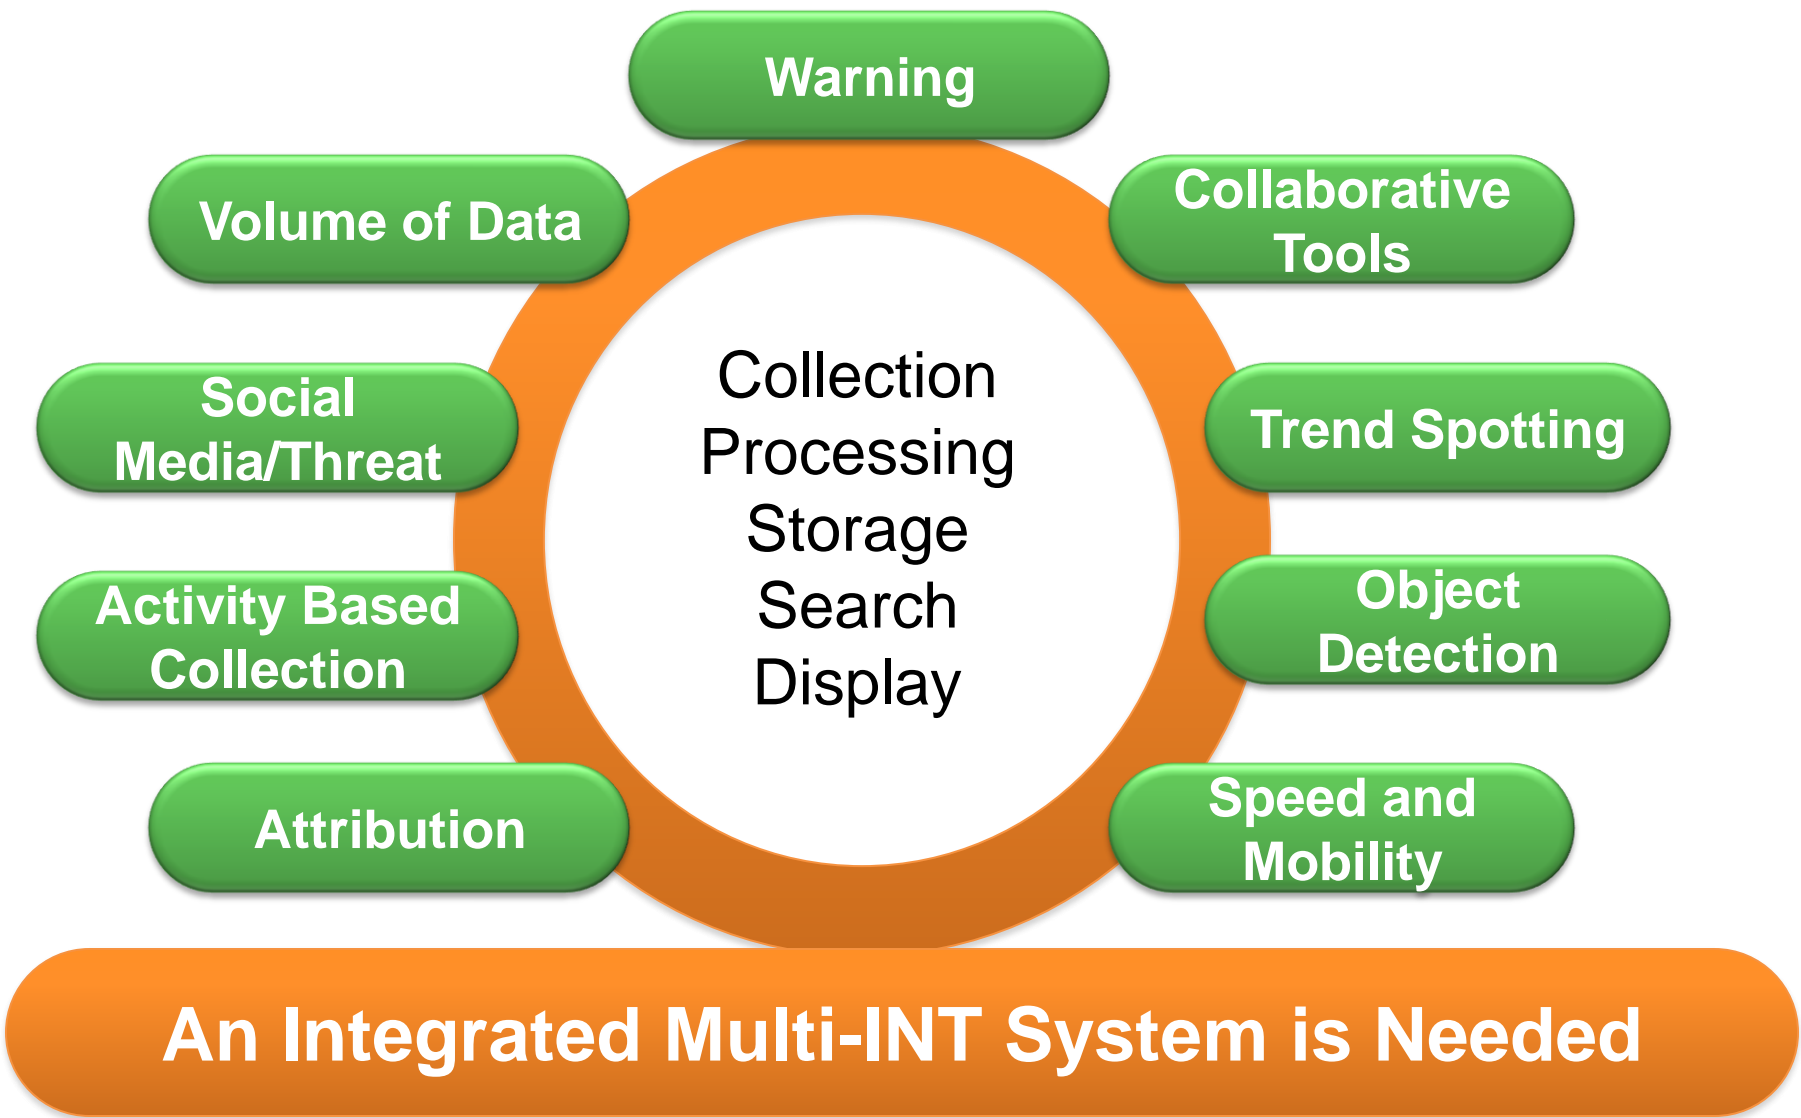 Warning
Volume of Data
Collaborative
Tools
Social
Media/Threat
Trend Spotting
Activity Based
Collection
Object
Detection
Attribution
Speed and
Mobility
Collection
Processing
Storage
Search
Display
An Integrated Multi-INT System is Needed